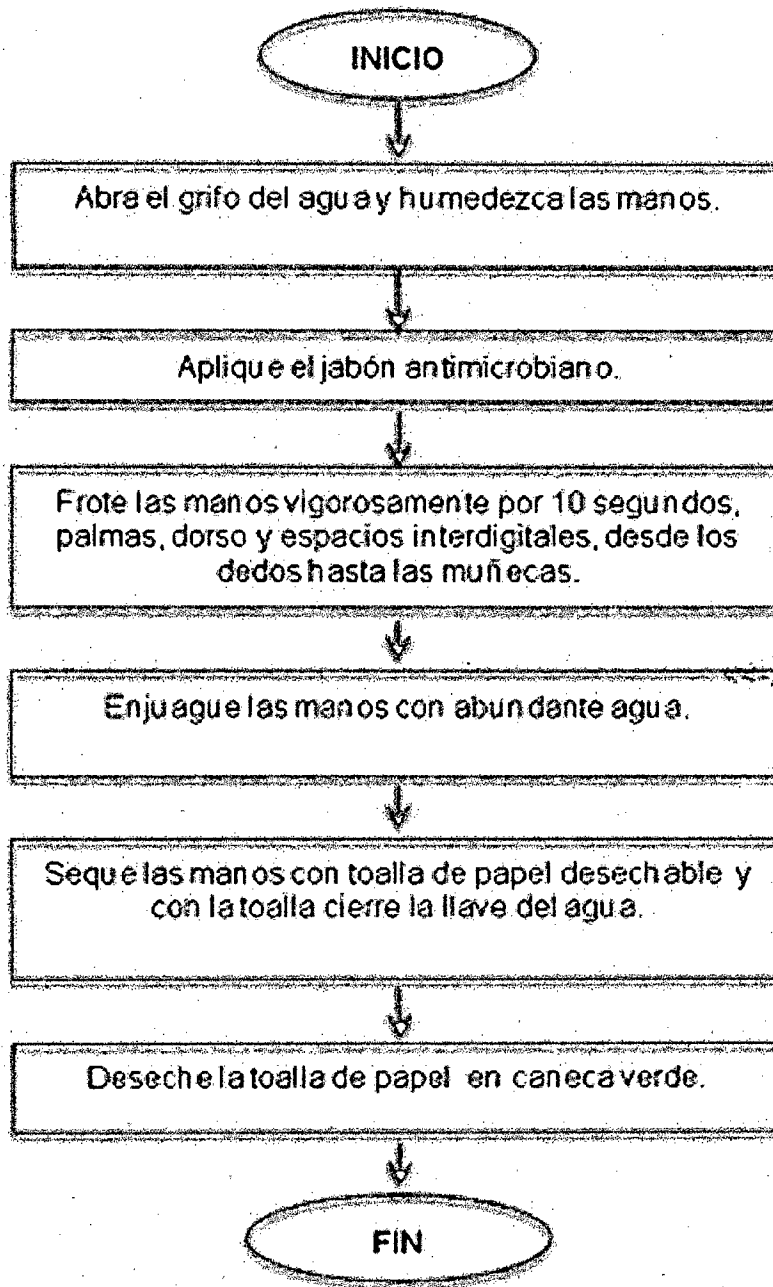 INICIO
Abra el grifo del agua y humedezca las manos.
Aplique el jabón antimicrobiano.
Frote las manos vigorosamente por 10 segundos,
palmas, dorso y espacios interdigitales, desde los
dedos hasta las muñecas.
Enjuague las manos con abundante agua.
Seque las manos con toalla de papel desechable y
con la toalla cierre la llave del agua.
Deseche la toalla de papel en caneca verde.
FIN